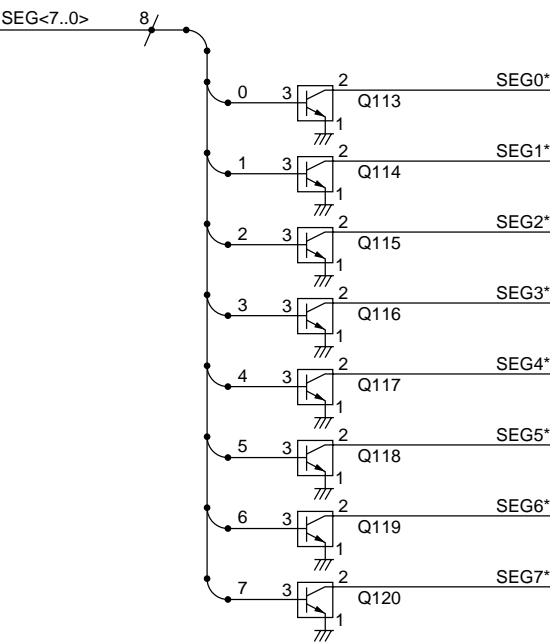 SEG<7..0> 8
2 SEG0*
0 3 Q113
1
2 SEG1*
1 3 Q114
1
2 SEG2*
2 3 Q115
1
2 SEG3*
3 3 Q116
1
2 SEG4*
4 3 Q117
1
2 SEG5*
5 3 Q118
1
2 SEG6*
6 3 Q119
1
2 SEG7*
7 3 Q120
1